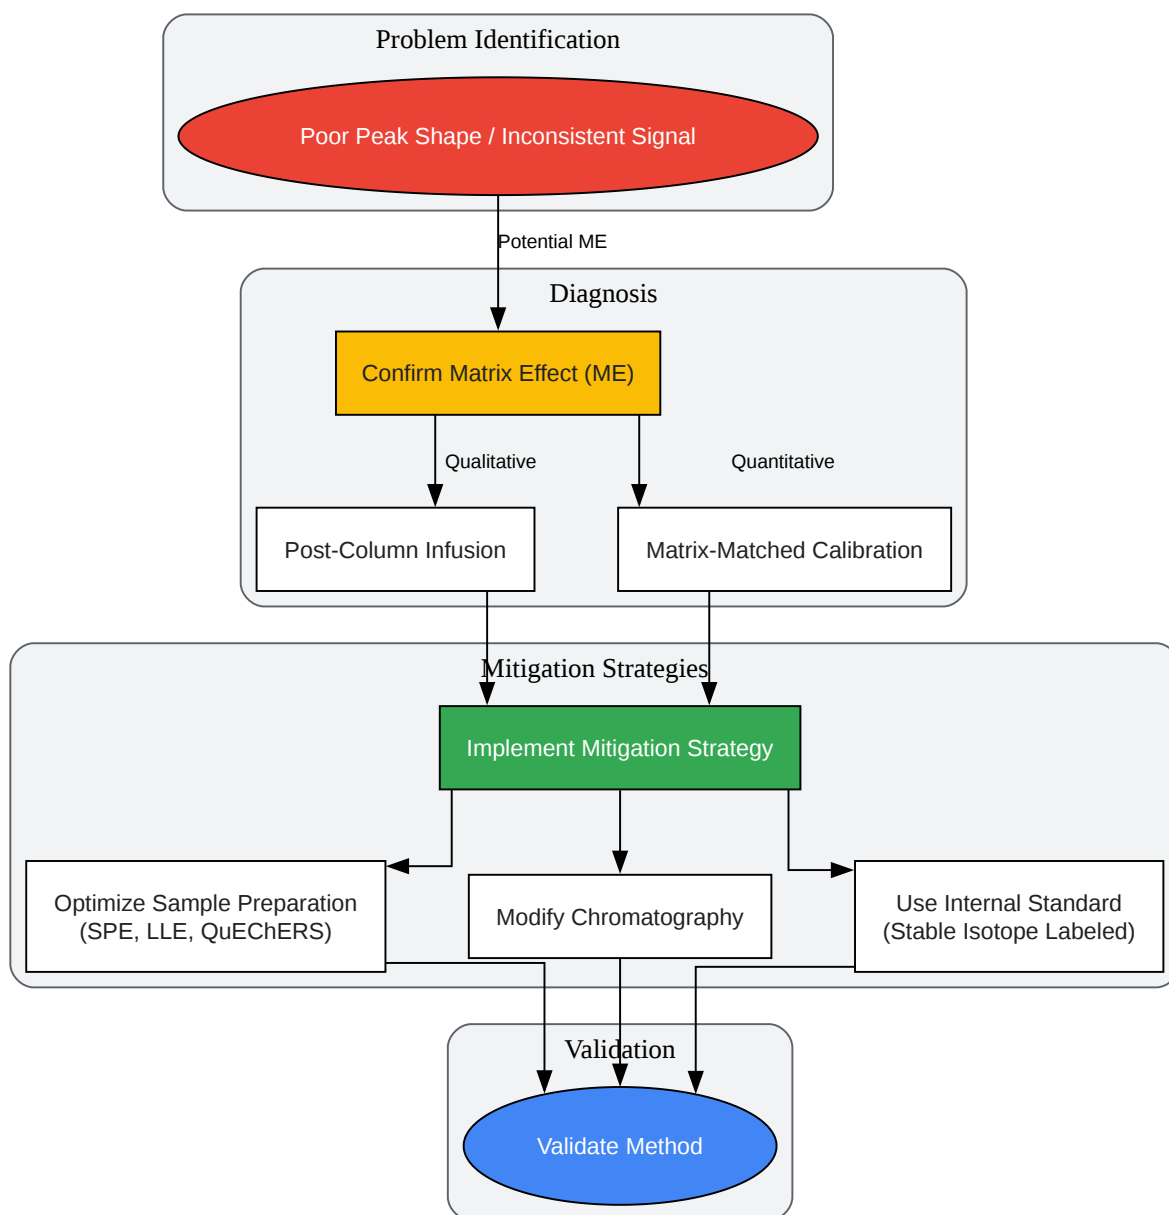 Problem Identification
Poor Peak Shape / Inconsistent Signal
Potential ME
Diagnosis
Confirm Matrix Effect (ME)
Qualitative
Quantitative
Post-Column Infusion
Matrix-Matched Calibration
Mitigation Strategies
Implement Mitigation Strategy
Optimize Sample Preparation
(SPE, LLE, QuEChERS)
Modify Chromatography
Use Internal Standard
(Stable Isotope Labeled)
Validation
Validate Method